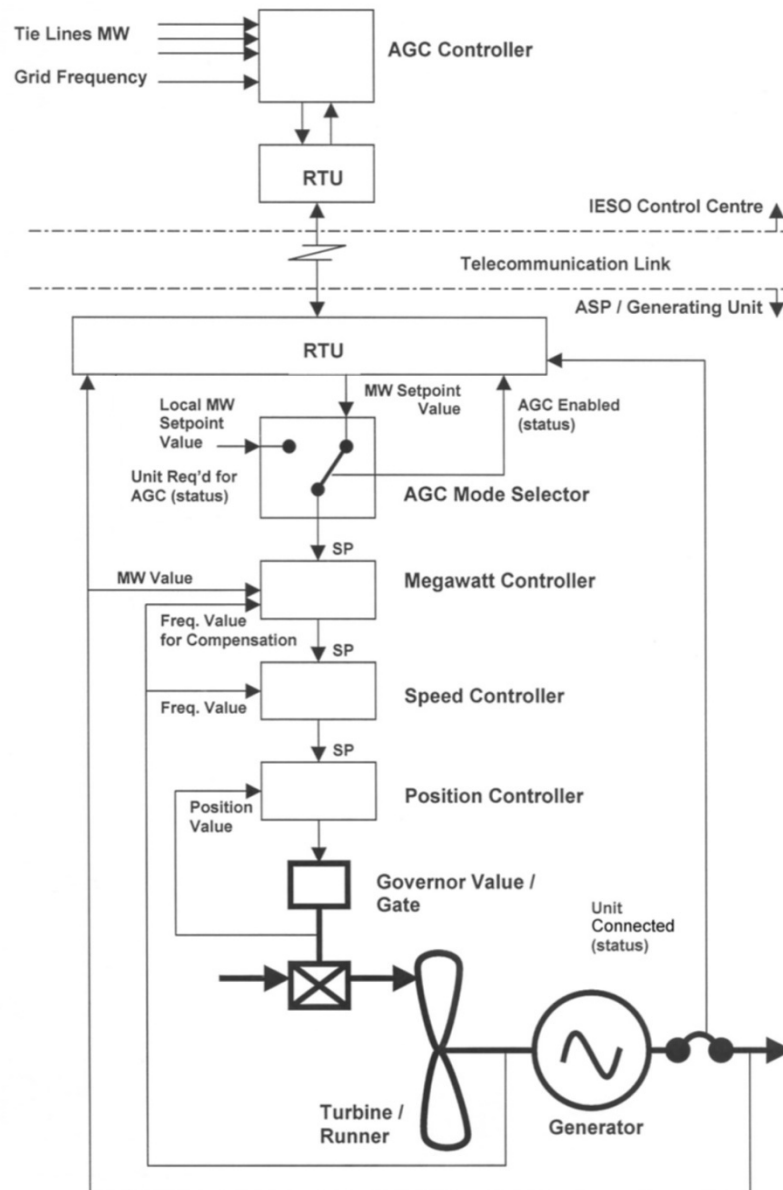 Tie Lines MW
AGC Controller
Grid Frequency
RTU
IESO Control Centre
Telecommunication Link
ASP / Generating Unit
RTU
MW Setpoint
Value
Local MW
Setpoint
Value
AGC Enabled
(status)
Unit Req'd for
AGC (status)
AGC Mode Selector
SP
MW Value
Megawatt Controller
Freq. Value
for Compensation
SP
Speed Controller
Freq. Value
SP
Position Controller
Position
Value
Governor Value /
Gate
Unit
Connected
(status)
Turbine /
Runner
Generator